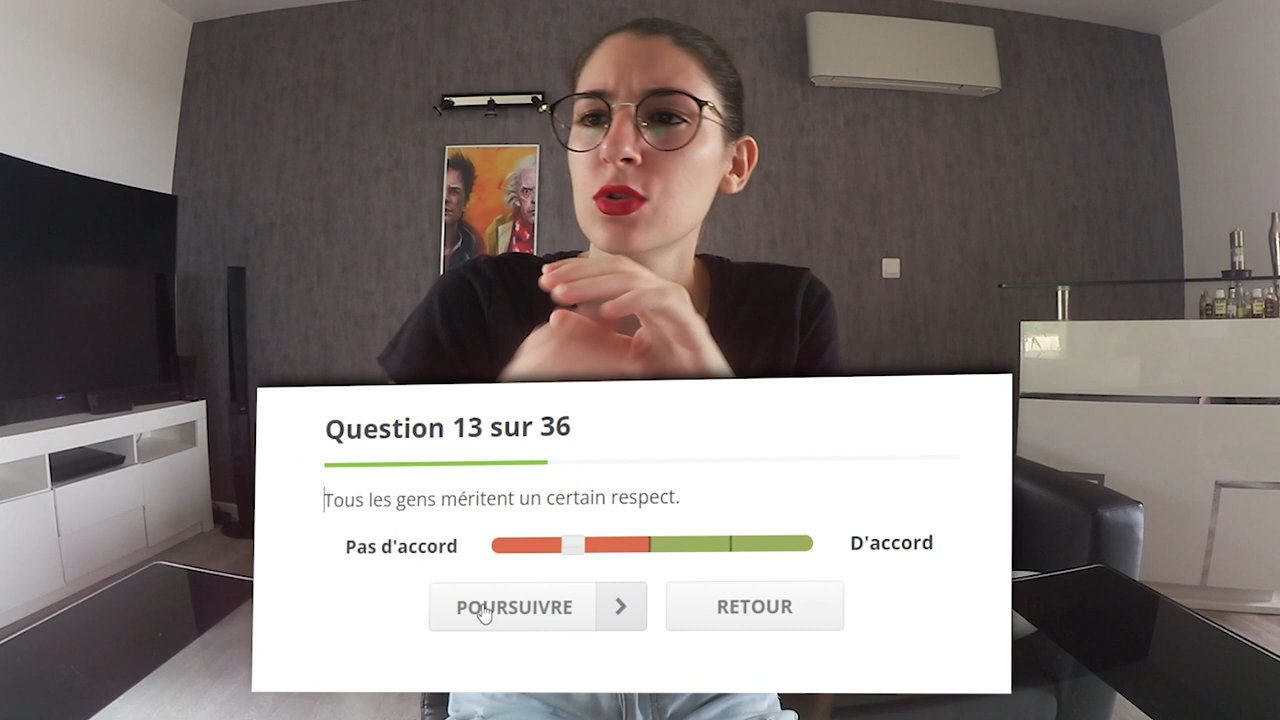 Question 13 sur 36
Tous les gens méritent un certain respect.
Pas d'accord
D'accord
POURSUIVRE
RETOUR